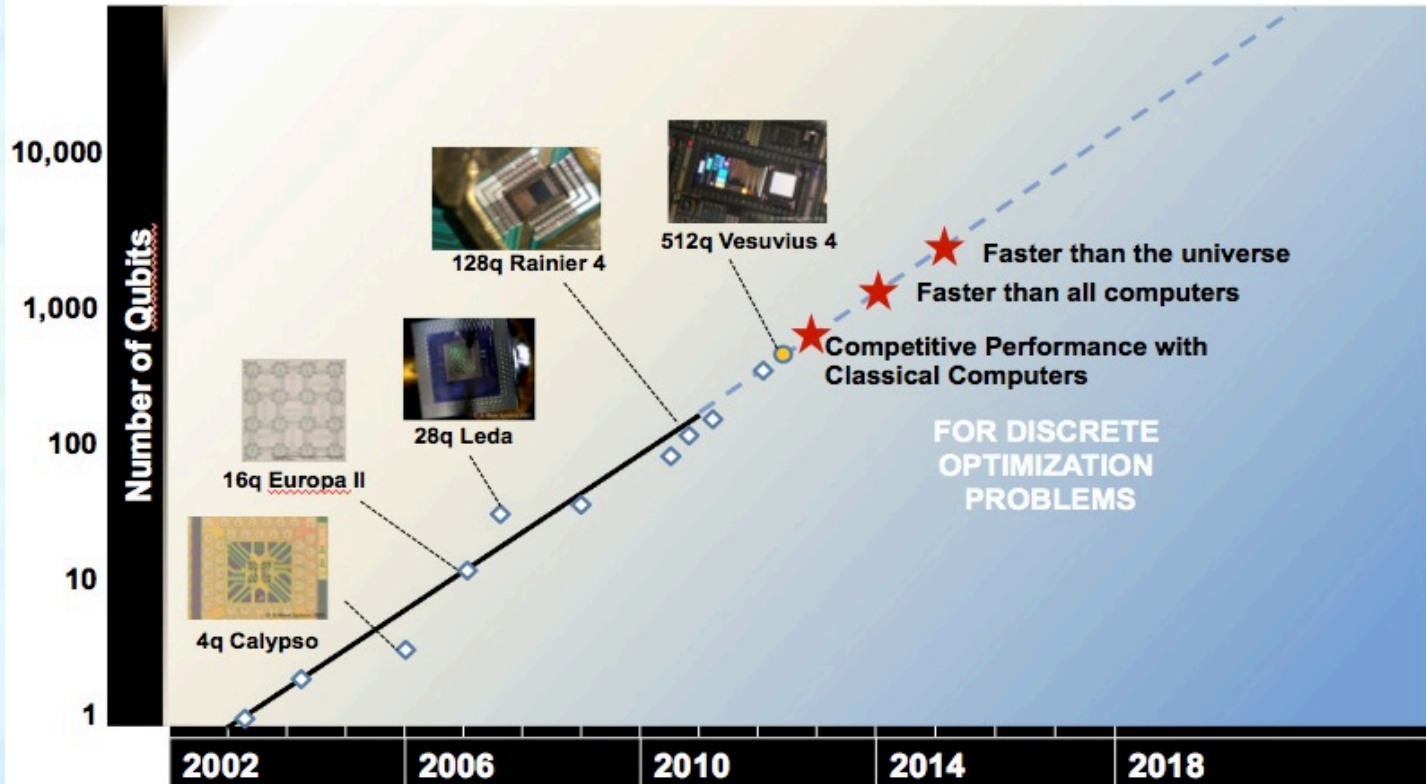 10,000
1,000
100
10
1
Number of Qubits
4q Calypso
16q Europa II
28q Leda
128q Rainier 4
512q Vesuvius 4
Faster than the universe
Faster than all computers
Competitive Performance with
Classical Computers
FOR DISCRETE
OPTIMIZATION
PROBLEMS
2002
2006
2010
2014
2018